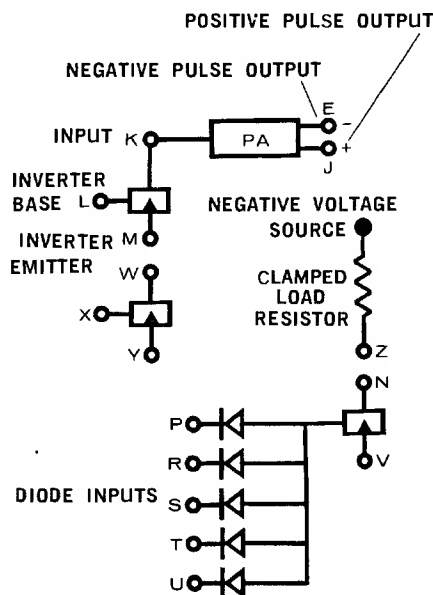 POSITIVE PULSE OUTPUT
NEGATIVE PULSE OUTPUT
E
-
INPUT K
PA
+
J
INVERTER
BASE L
NEGATIVE VOLTAGE
SOURCE
M
INVERTER
EMITTER
W
CLAMPED
LOAD
RESISTOR
X
Y
Z
N
P
V
R
DIODE INPUTS
S
T
U